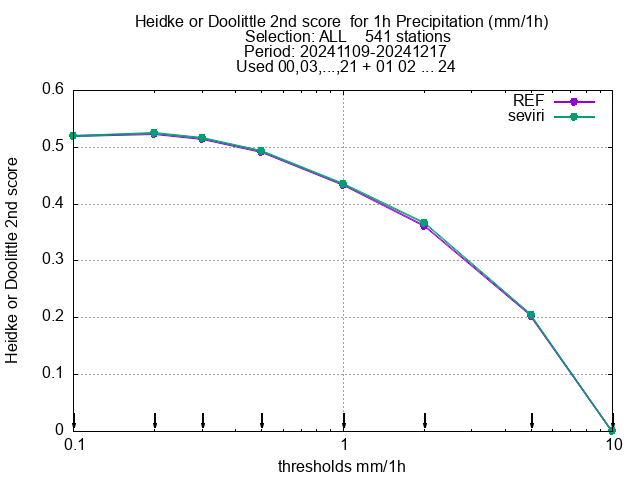 Heidke or Doolittle 2nd score  for 1h Precipitation (mm/1h)
Selection: ALL    541 stations
Period: 20241109-20241217
Used 00,03,...,21 + 01 02 ... 24
REF
seviri
0.6
0.5
0.4
0.3
0.2
0.1
0
Heidke or Doolittle 2nd score
0.1 1 10
thresholds mm/1h